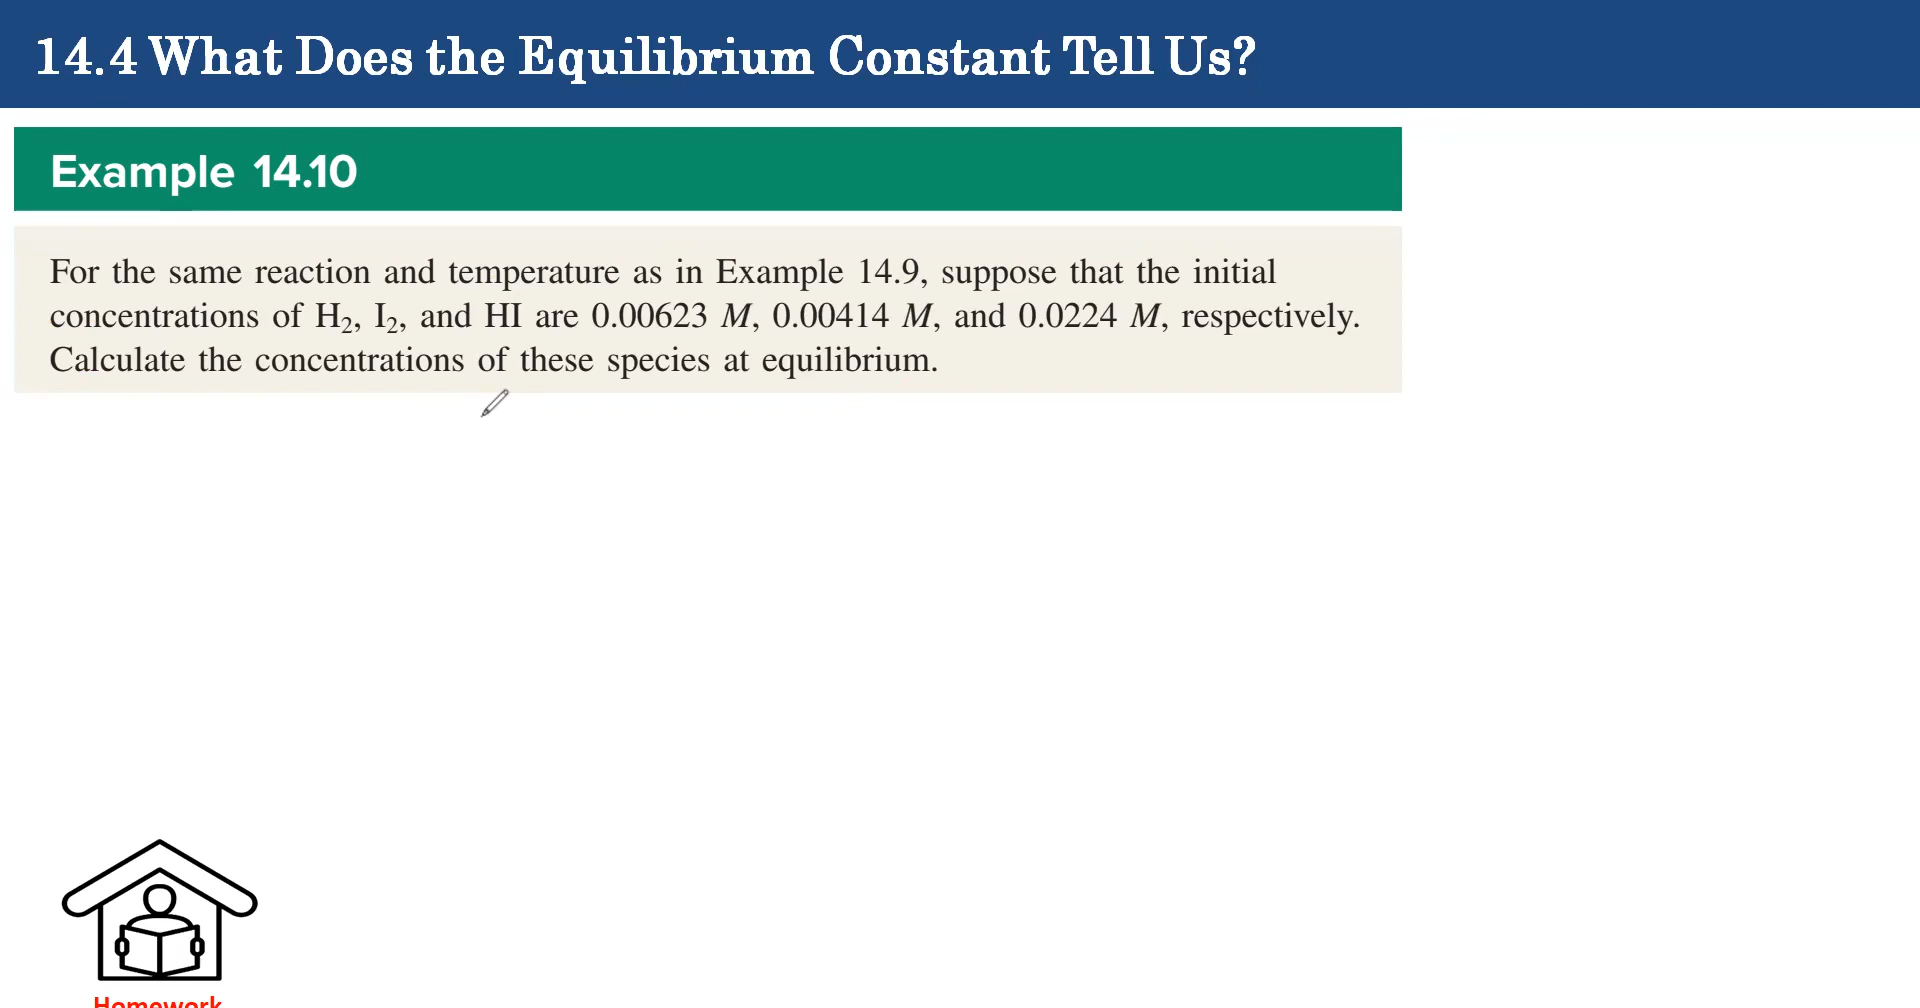 14.4 What Does the Equilibrium Constant Tell Us?
Example 14.10
For the same reaction and temperature as in Example 14.9, suppose that the initial
concentrations of H₂, I₂, and HI are 0.00623 M, 0.00414 M, and 0.0224 M, respectively.
Calculate the concentrations of these species at equilibrium.
Homework